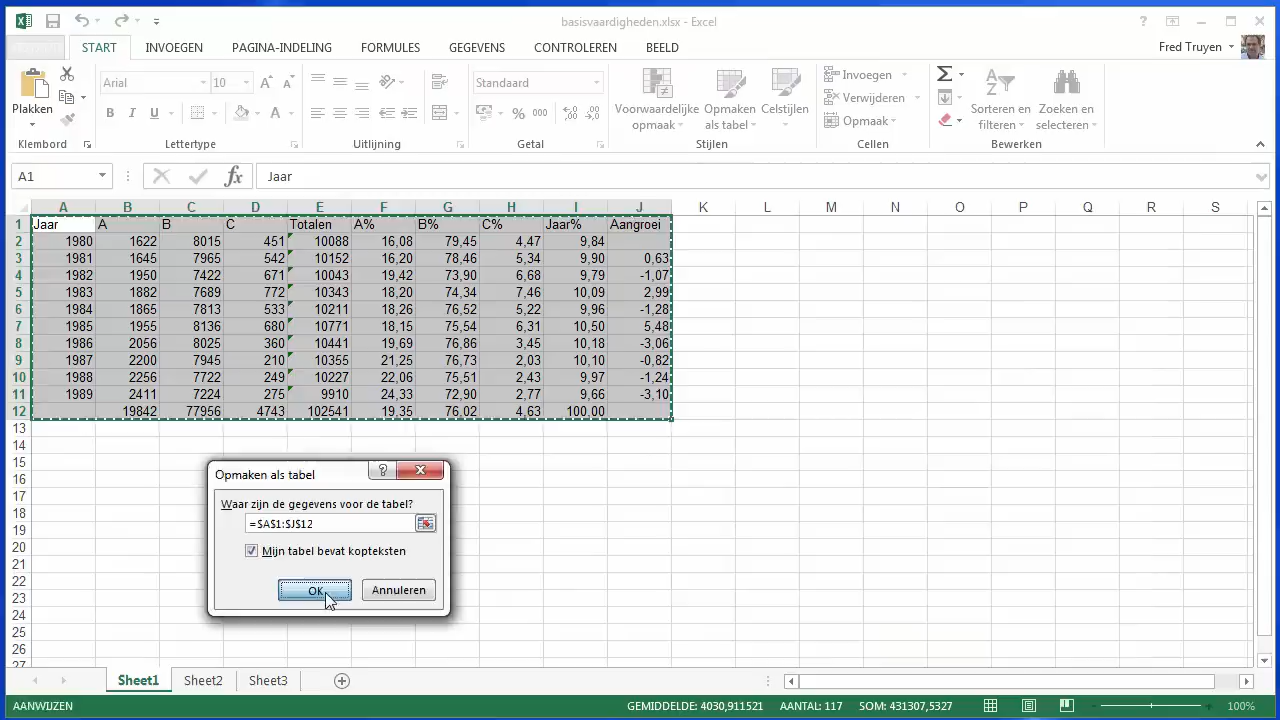 basisvaardigheden.xlsx - Excel
START INVOEGEN PAGINA-INDELING FORMULES GEGEVENS CONTROLEREN BEELD Fred Truyen
Plakken
Arial 10
B I U
Standaard
% 000
Voorwaardelijke opmaak
Opmaken als tabel
Celstijlen
Invoegen
Verwijderen
Opmaak
Sorteren en filteren
Zoeken en selecteren
Klembord Lettertype Uitlijning Getal Stijlen Cellen Bewerken
A1 fx Jaar
A B C D E F G H I J K L M N O P Q R S
1 Jaar A B C Totalen A% B% C% Jaar% Aangroei
2 1980 1622 8015 451 10088 16,08 79,45 4,47 9,84
3 1981 1645 7965 542 10152 16,20 78,46 5,34 9,90 0,63
4 1982 1950 7422 671 10043 19,42 73,90 6,68 9,79 -1,07
5 1983 1882 7689 772 10343 18,20 74,34 7,46 10,09 2,99
6 1984 1865 7813 533 10211 18,26 76,52 5,22 9,96 -1,28
7 1985 1955 8136 680 10771 18,15 75,54 6,31 10,50 5,48
8 1986 2056 8025 360 10441 19,69 76,86 3,45 10,18 -3,06
9 1987 2200 7945 210 10355 21,25 76,73 2,03 10,10 -0,82
10 1988 2256 7722 249 10227 22,06 75,51 2,43 9,97 -1,24
11 1989 2411 7224 275 9910 24,33 72,90 2,77 9,66 -3,10
12 19842 77956 4743 102541 19,35 76,02 4,63 100,00
13
14
15
16
17
18
19
20
21
22
23
24
25
26
27
Opmaken als tabel
Waar zijn de gegevens voor de tabel?
=$A$1:$J$12
Mijn tabel bevat kopteksten
OK Annuleren
Sheet1 Sheet2 Sheet3
AANWIJZEN GEMIDDELDE: 4030,911521 AANTAL: 117 SOM: 431307,5327 100%